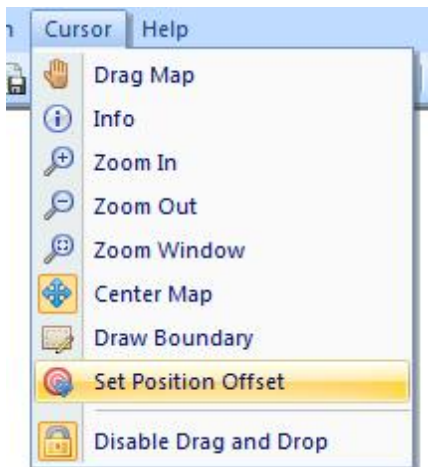 Cursor Help
Drag Map
Info
Zoom In
Zoom Out
Zoom Window
Center Map
Draw Boundary
Set Position Offset
Disable Drag and Drop